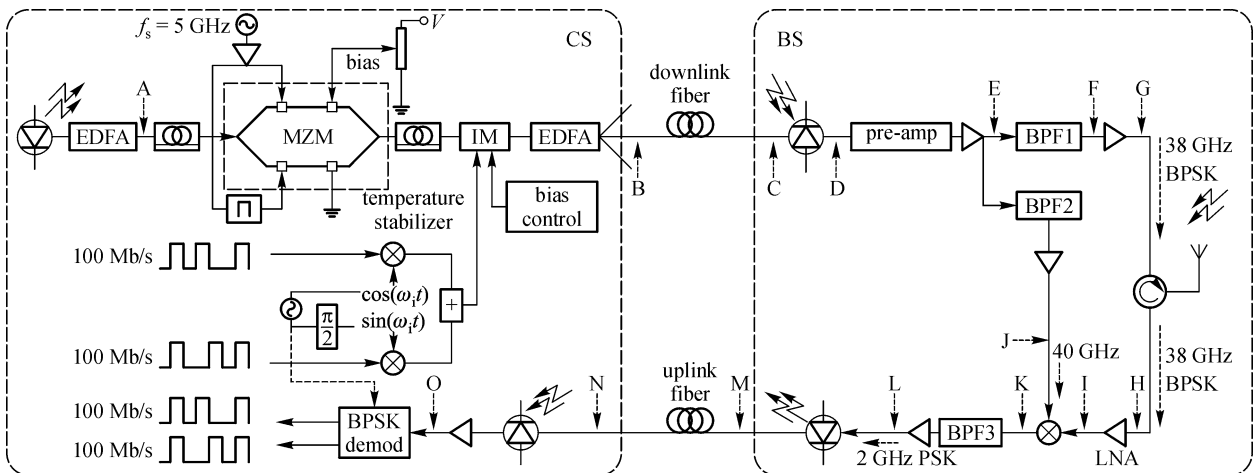 f_s = 5 GHz
V
CS
BS
bias
A
EDFA
MZM
IM
EDFA
downlink
fiber
B
C
D
pre-amp
E
BPF1
F
G
38 GHz
BPSK
BPF2
temperature
stabilizer
bias
control
100 Mb/s
cos(ω_i t)
π/2
sin(ω_i t)
+
100 Mb/s
J
40 GHz
38 GHz
BPSK
uplink
fiber
100 Mb/s
100 Mb/s
BPSK
demod
O
N
M
L
2 GHz PSK
BPF3
K
I
H
LNA